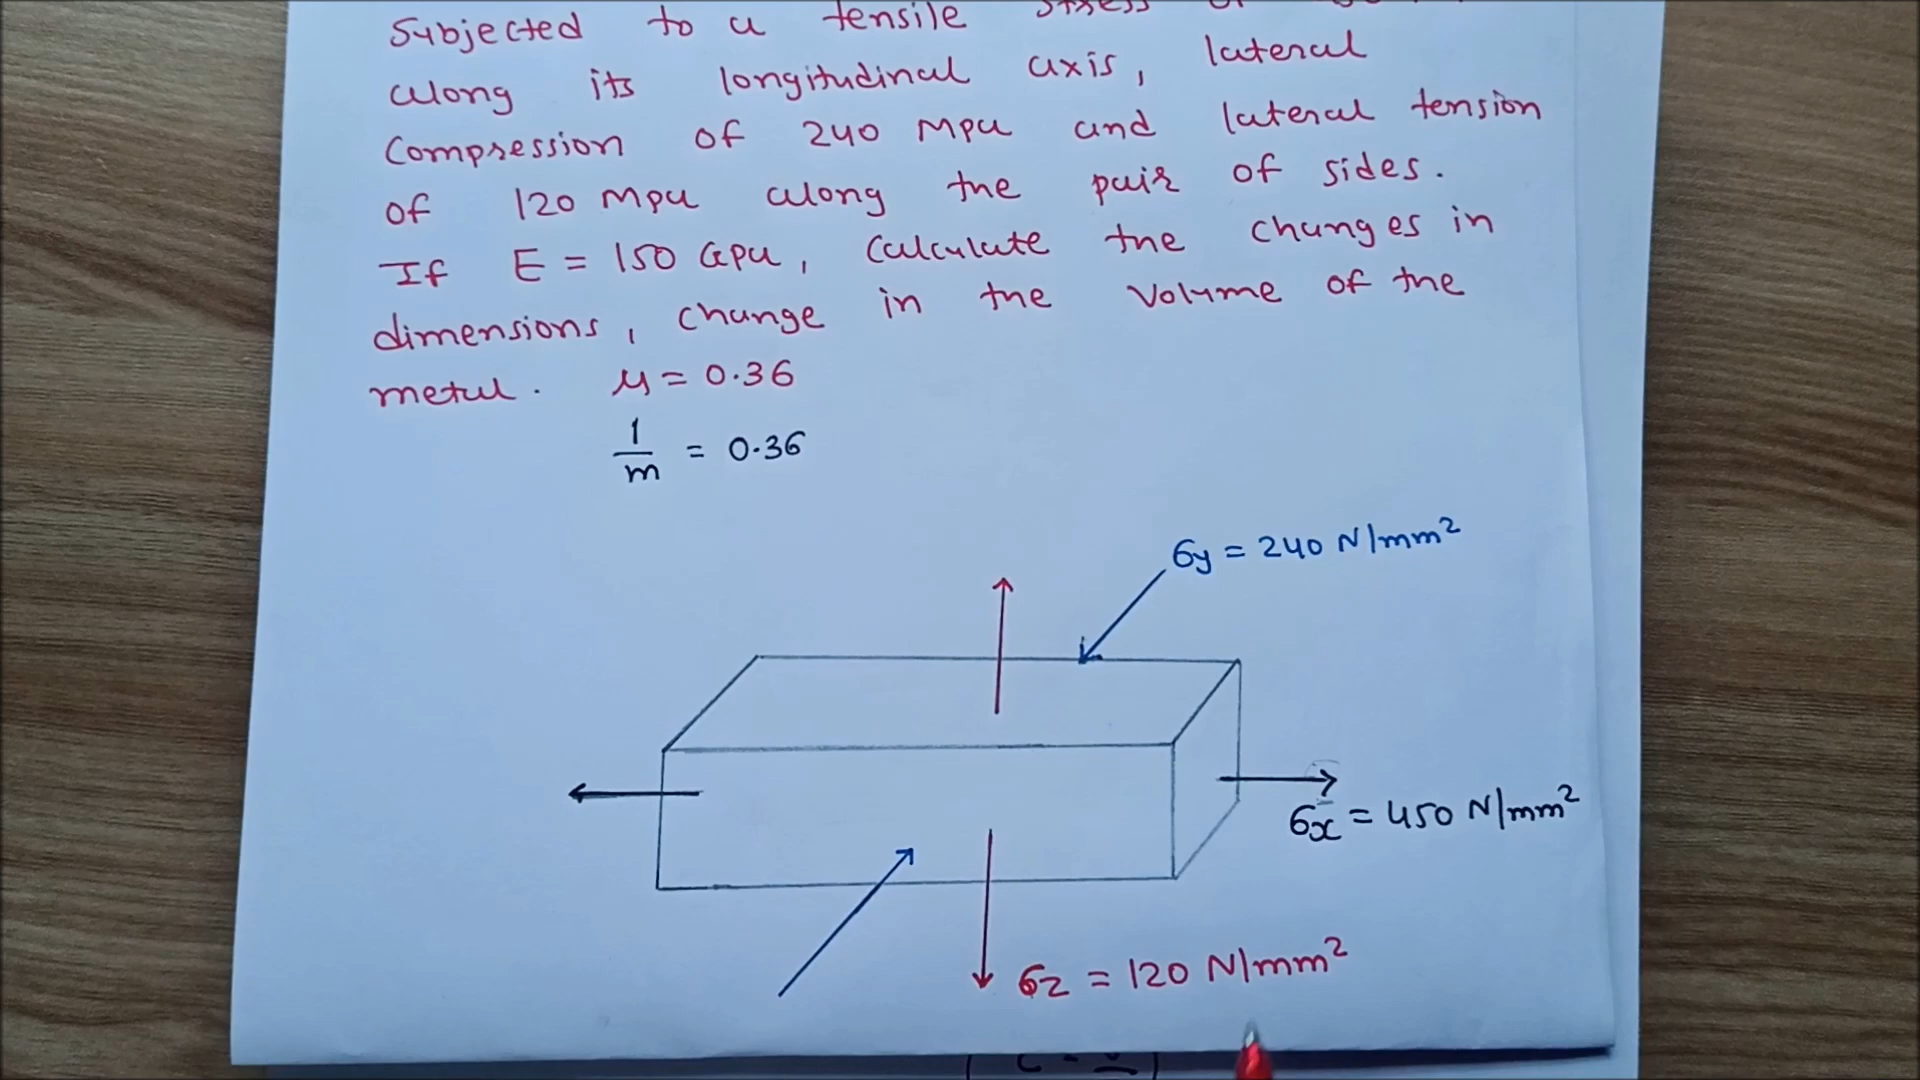 Subjected to a tensile stress
along its longitudinal axis, lateral
Compression of 240 Mpa and lateral tension
of 120 Mpa along the pair of sides.
If E = 150 Gpa, Calculate the changes in
dimensions, change in the Volume of the
metal. μ = 0.36
1/m = 0.36
σy = 240 N/mm²
σx = 450 N/mm²
σz = 120 N/mm²